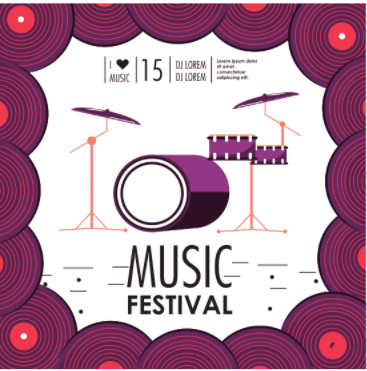 I ♥
MUSIC
15
DJ LOREM
DJ LOREM
Lorem ipsum dolor
sit amet,
consectetuer
adipiscing elit.
MUSIC
FESTIVAL